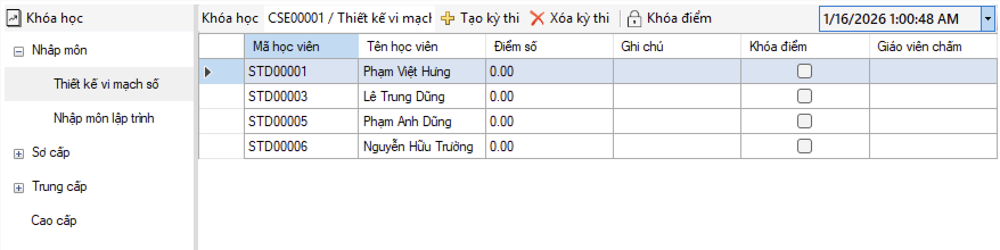 Khóa học
Khóa học CSE00001 / Thiết kế vi mạch Tạo kỳ thi Xóa kỳ thi Khóa điểm 1/16/2026 1:00:48 AM
Nhập môn
Thiết kế vi mạch số
Nhập môn lập trình
Sơ cấp
Trung cấp
Cao cấp
Mã học viên Tên học viên Điểm số Ghi chú Khóa điểm Giáo viên chấm
STD00001 Phạm Việt Hưng 0.00
STD00003 Lê Trung Dũng 0.00
STD00005 Phạm Anh Dũng 0.00
STD00006 Nguyễn Hữu Trường 0.00